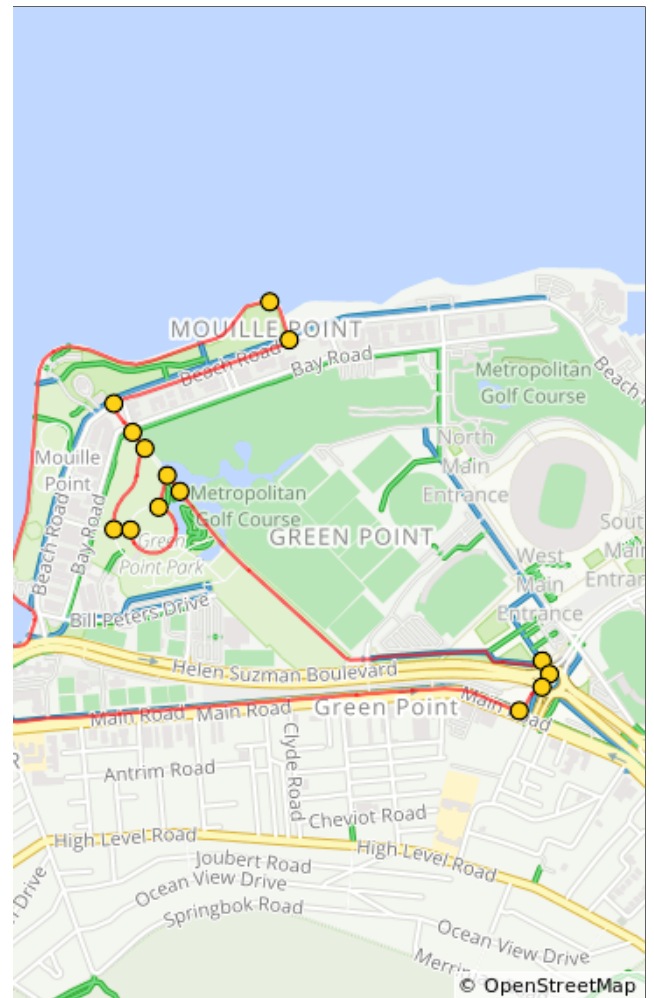 MOUILLE POINT
Beach Road
Bay Road
Beach R
Metropolitan
Golf Course
North
Main
Entrance
Mouille
Point
Metropolitan
Golf Course
GREEN POINT
South
Main
Entran
West
Main
Entrance
Beach Road
Bay Road
Green
Point Park
Bill Peters Drive
Helen Suzman Boulevard
Main Road
Main Road
Green Point
Main Road
Antrim Road
Clyde Road
Cheviot Road
High Level Road
High Level Road
Joubert Road
Ocean View Drive
Springbok Road
Drive
Ocean View Drive
Merrim
© OpenStreetMap